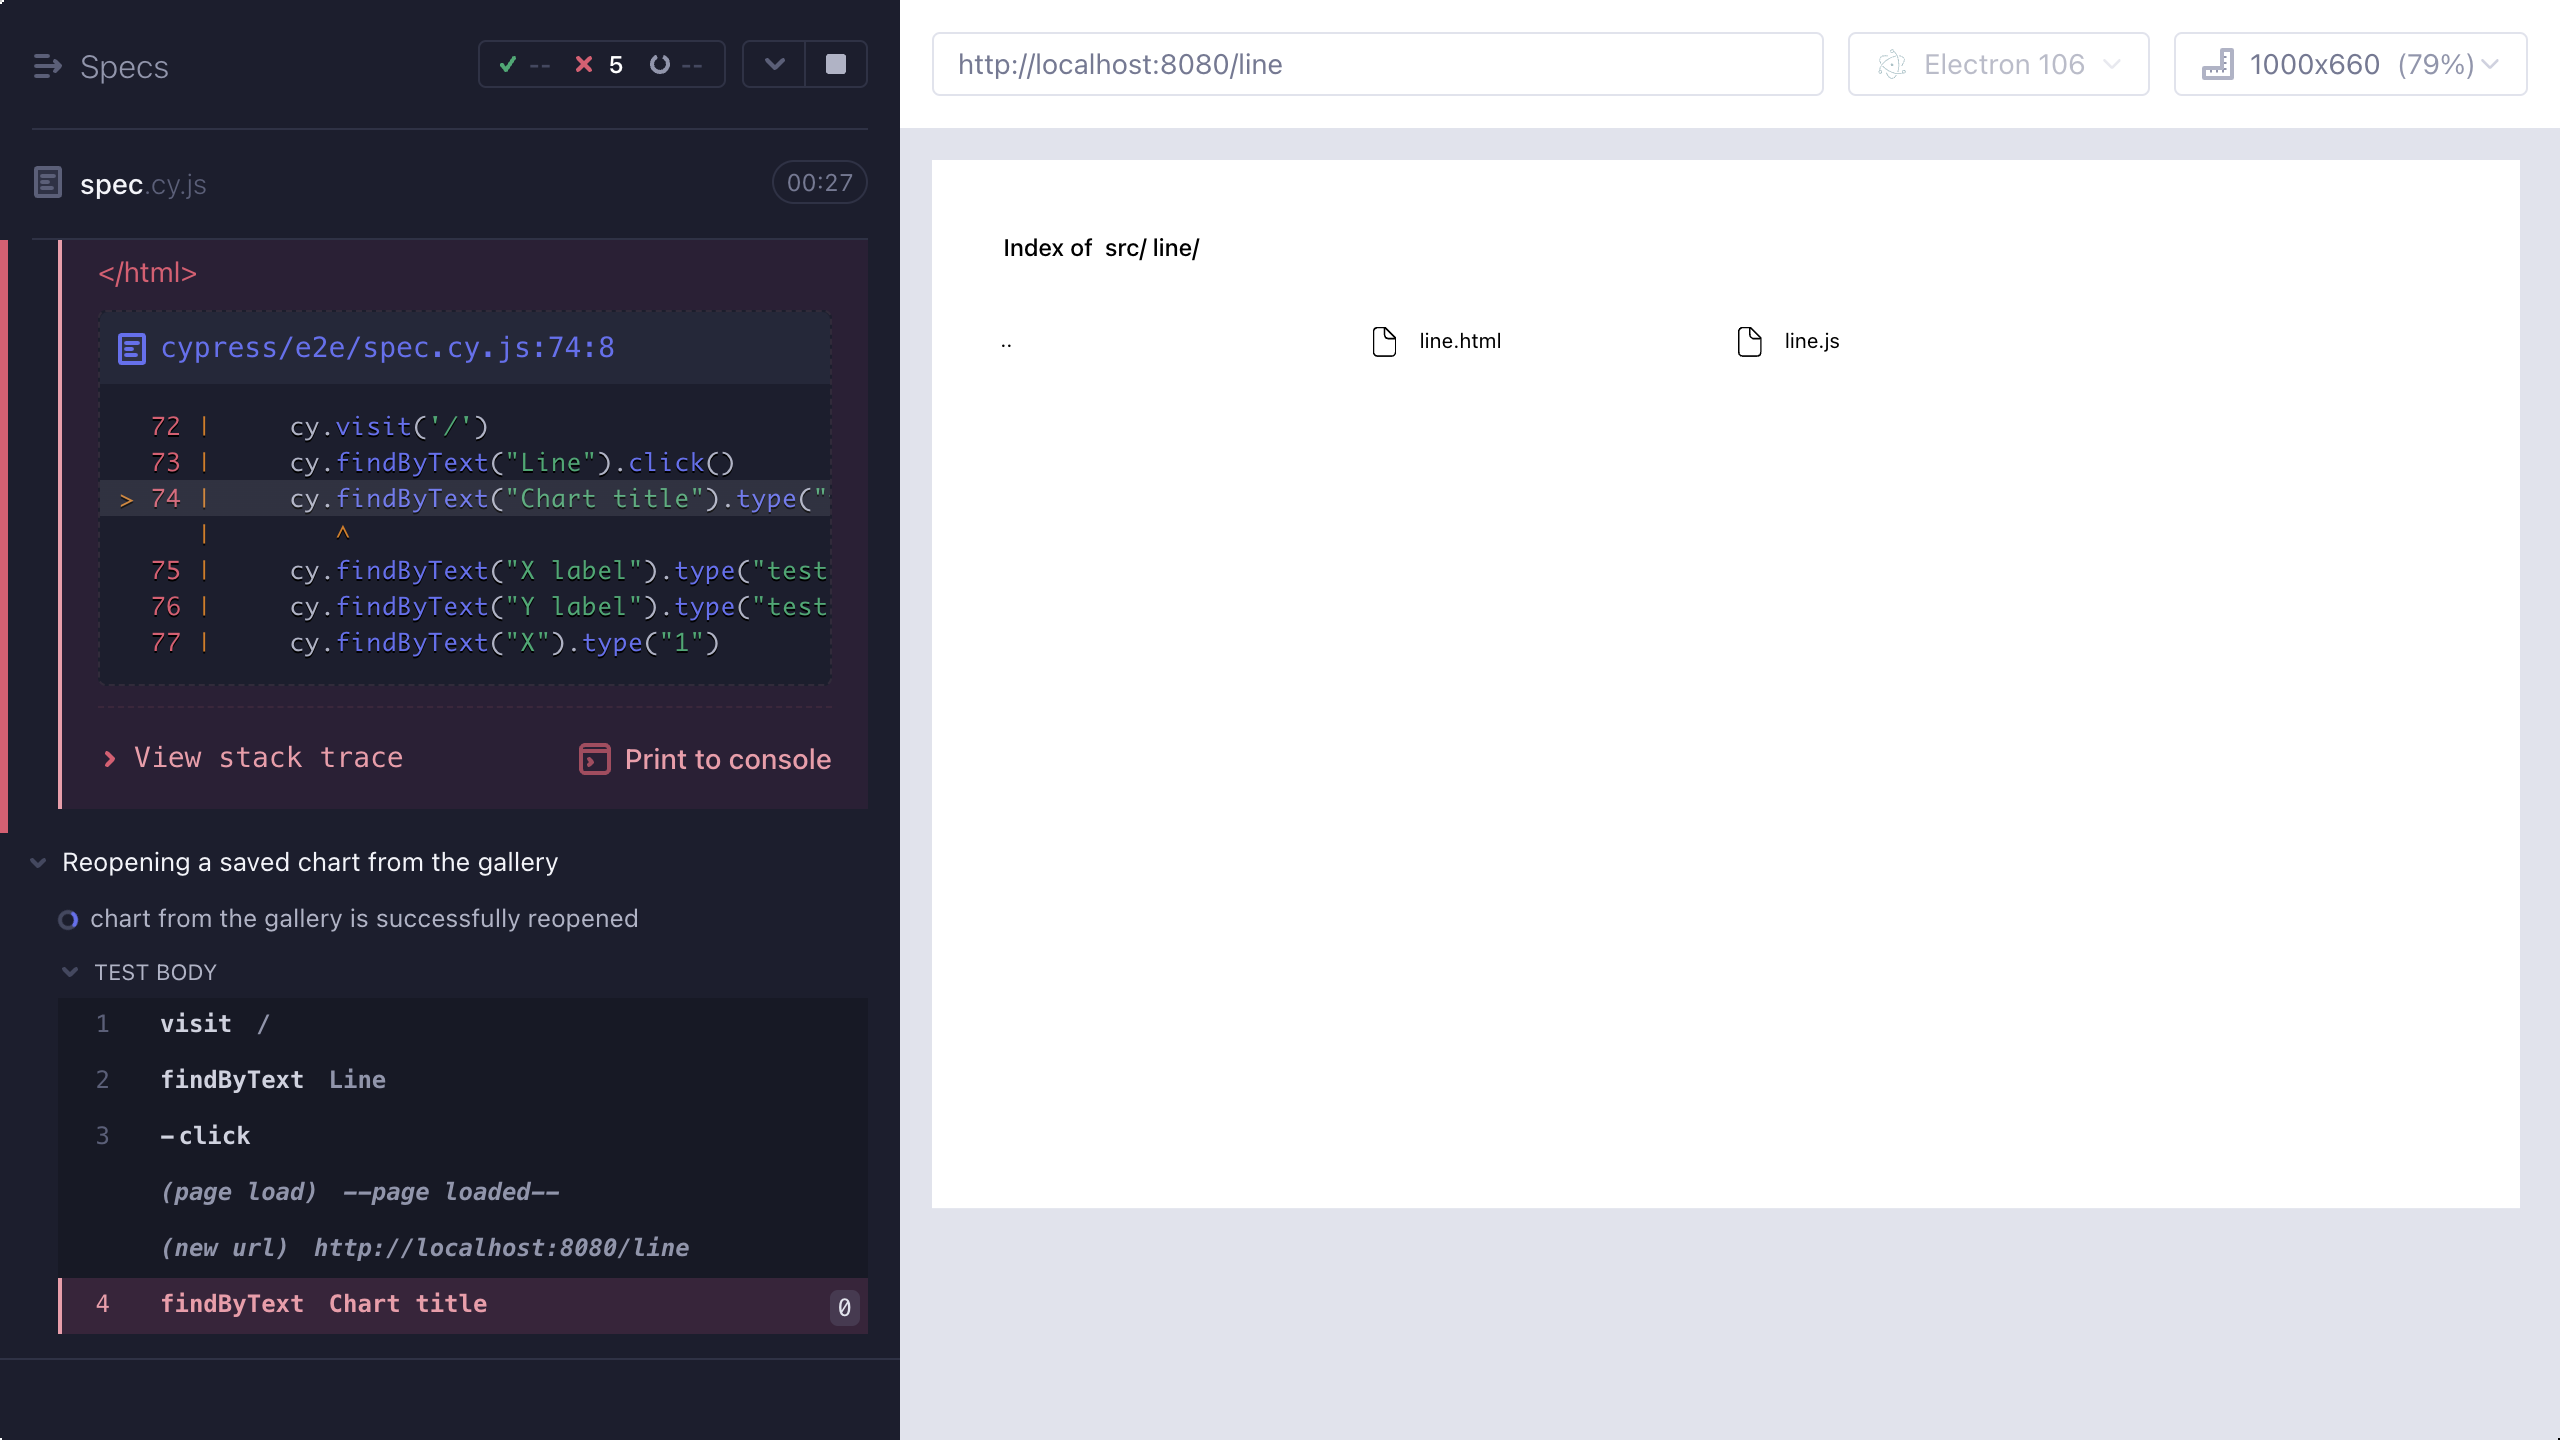 Specs
-- 5 --
spec.cy.js
00:27
</html>
cypress/e2e/spec.cy.js:74:8
72 | cy.visit('/')
73 | cy.findByText("Line").click()
> 74 | cy.findByText("Chart title").type("
| ^
75 | cy.findByText("X label").type("test
76 | cy.findByText("Y label").type("test
77 | cy.findByText("X").type("1")
View stack trace
Print to console
Reopening a saved chart from the gallery
chart from the gallery is successfully reopened
TEST BODY
1 visit /
2 findByText Line
3 -click
(page load) --page loaded--
(new url) http://localhost:8080/line
4 findByText Chart title 0
http://localhost:8080/line
Electron 106
1000x660 (79%)
Index of src/ line/
..
line.html
line.js